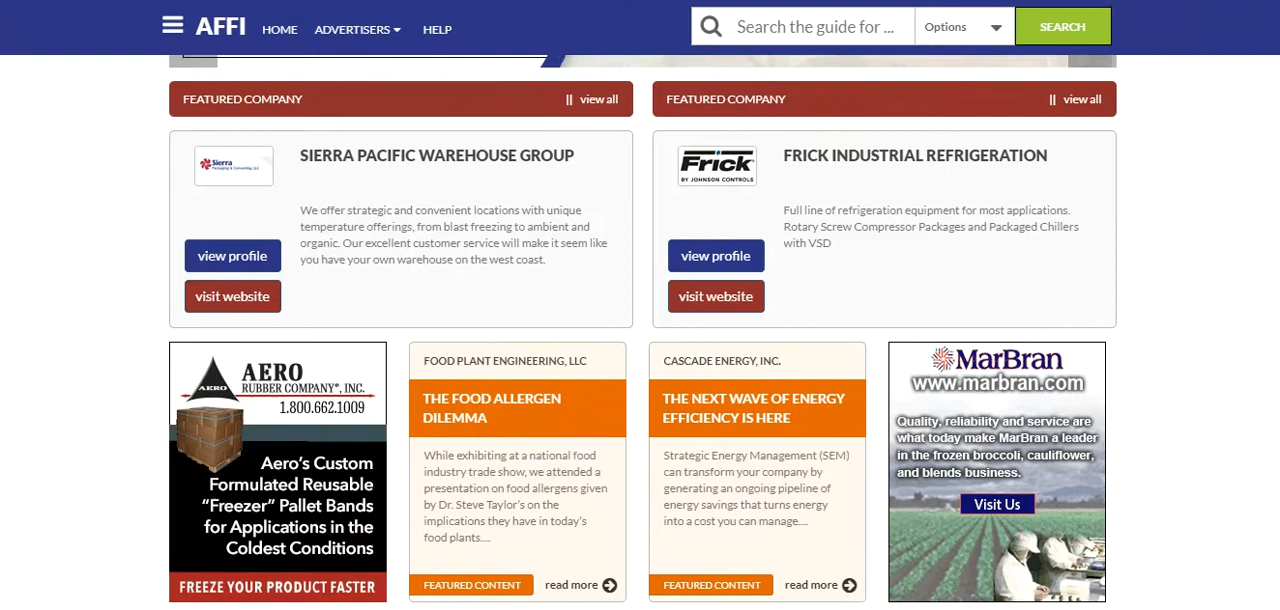 AFFI HOME ADVERTISERS HELP Search the guide for ... Options SEARCH
FEATURED COMPANY || view all
SIERRA PACIFIC WAREHOUSE GROUP
Sierra
We offer strategic and convenient locations with unique
temperature offerings, from blast freezing to ambient and
organic. Our excellent customer service will make it seem like
you have your own warehouse on the west coast.
view profile
visit website
FEATURED COMPANY || view all
FRICK INDUSTRIAL REFRIGERATION
Frick
BY JOHNSON CONTROLS
Full line of refrigeration equipment for most applications.
Rotary Screw Compressor Packages and Packaged Chillers
with VSD
view profile
visit website
AERO
AERO
RUBBER COMPANY®, INC.
1.800.662.1009
Aero's Custom
Formulated Reusable
"Freezer" Pallet Bands
for Applications in the
Coldest Conditions
FREEZE YOUR PRODUCT FASTER
FOOD PLANT ENGINEERING, LLC
THE FOOD ALLERGEN
DILEMMA
While exhibiting at a national food
industry trade show, we attended a
presentation on food allergens given
by Dr. Steve Taylor's on the
implications they have in today's
food plants....
FEATURED CONTENT read more
CASCADE ENERGY, INC.
THE NEXT WAVE OF ENERGY
EFFICIENCY IS HERE
Strategic Energy Management (SEM)
can transform your company by
generating an ongoing pipeline of
energy savings that turns energy
into a cost you can manage....
FEATURED CONTENT read more
MarBran
www.marbran.com
Quality, reliability and service are
what today make MarBran a leader
in the frozen broccoli, cauliflower,
and blends business.
Visit Us